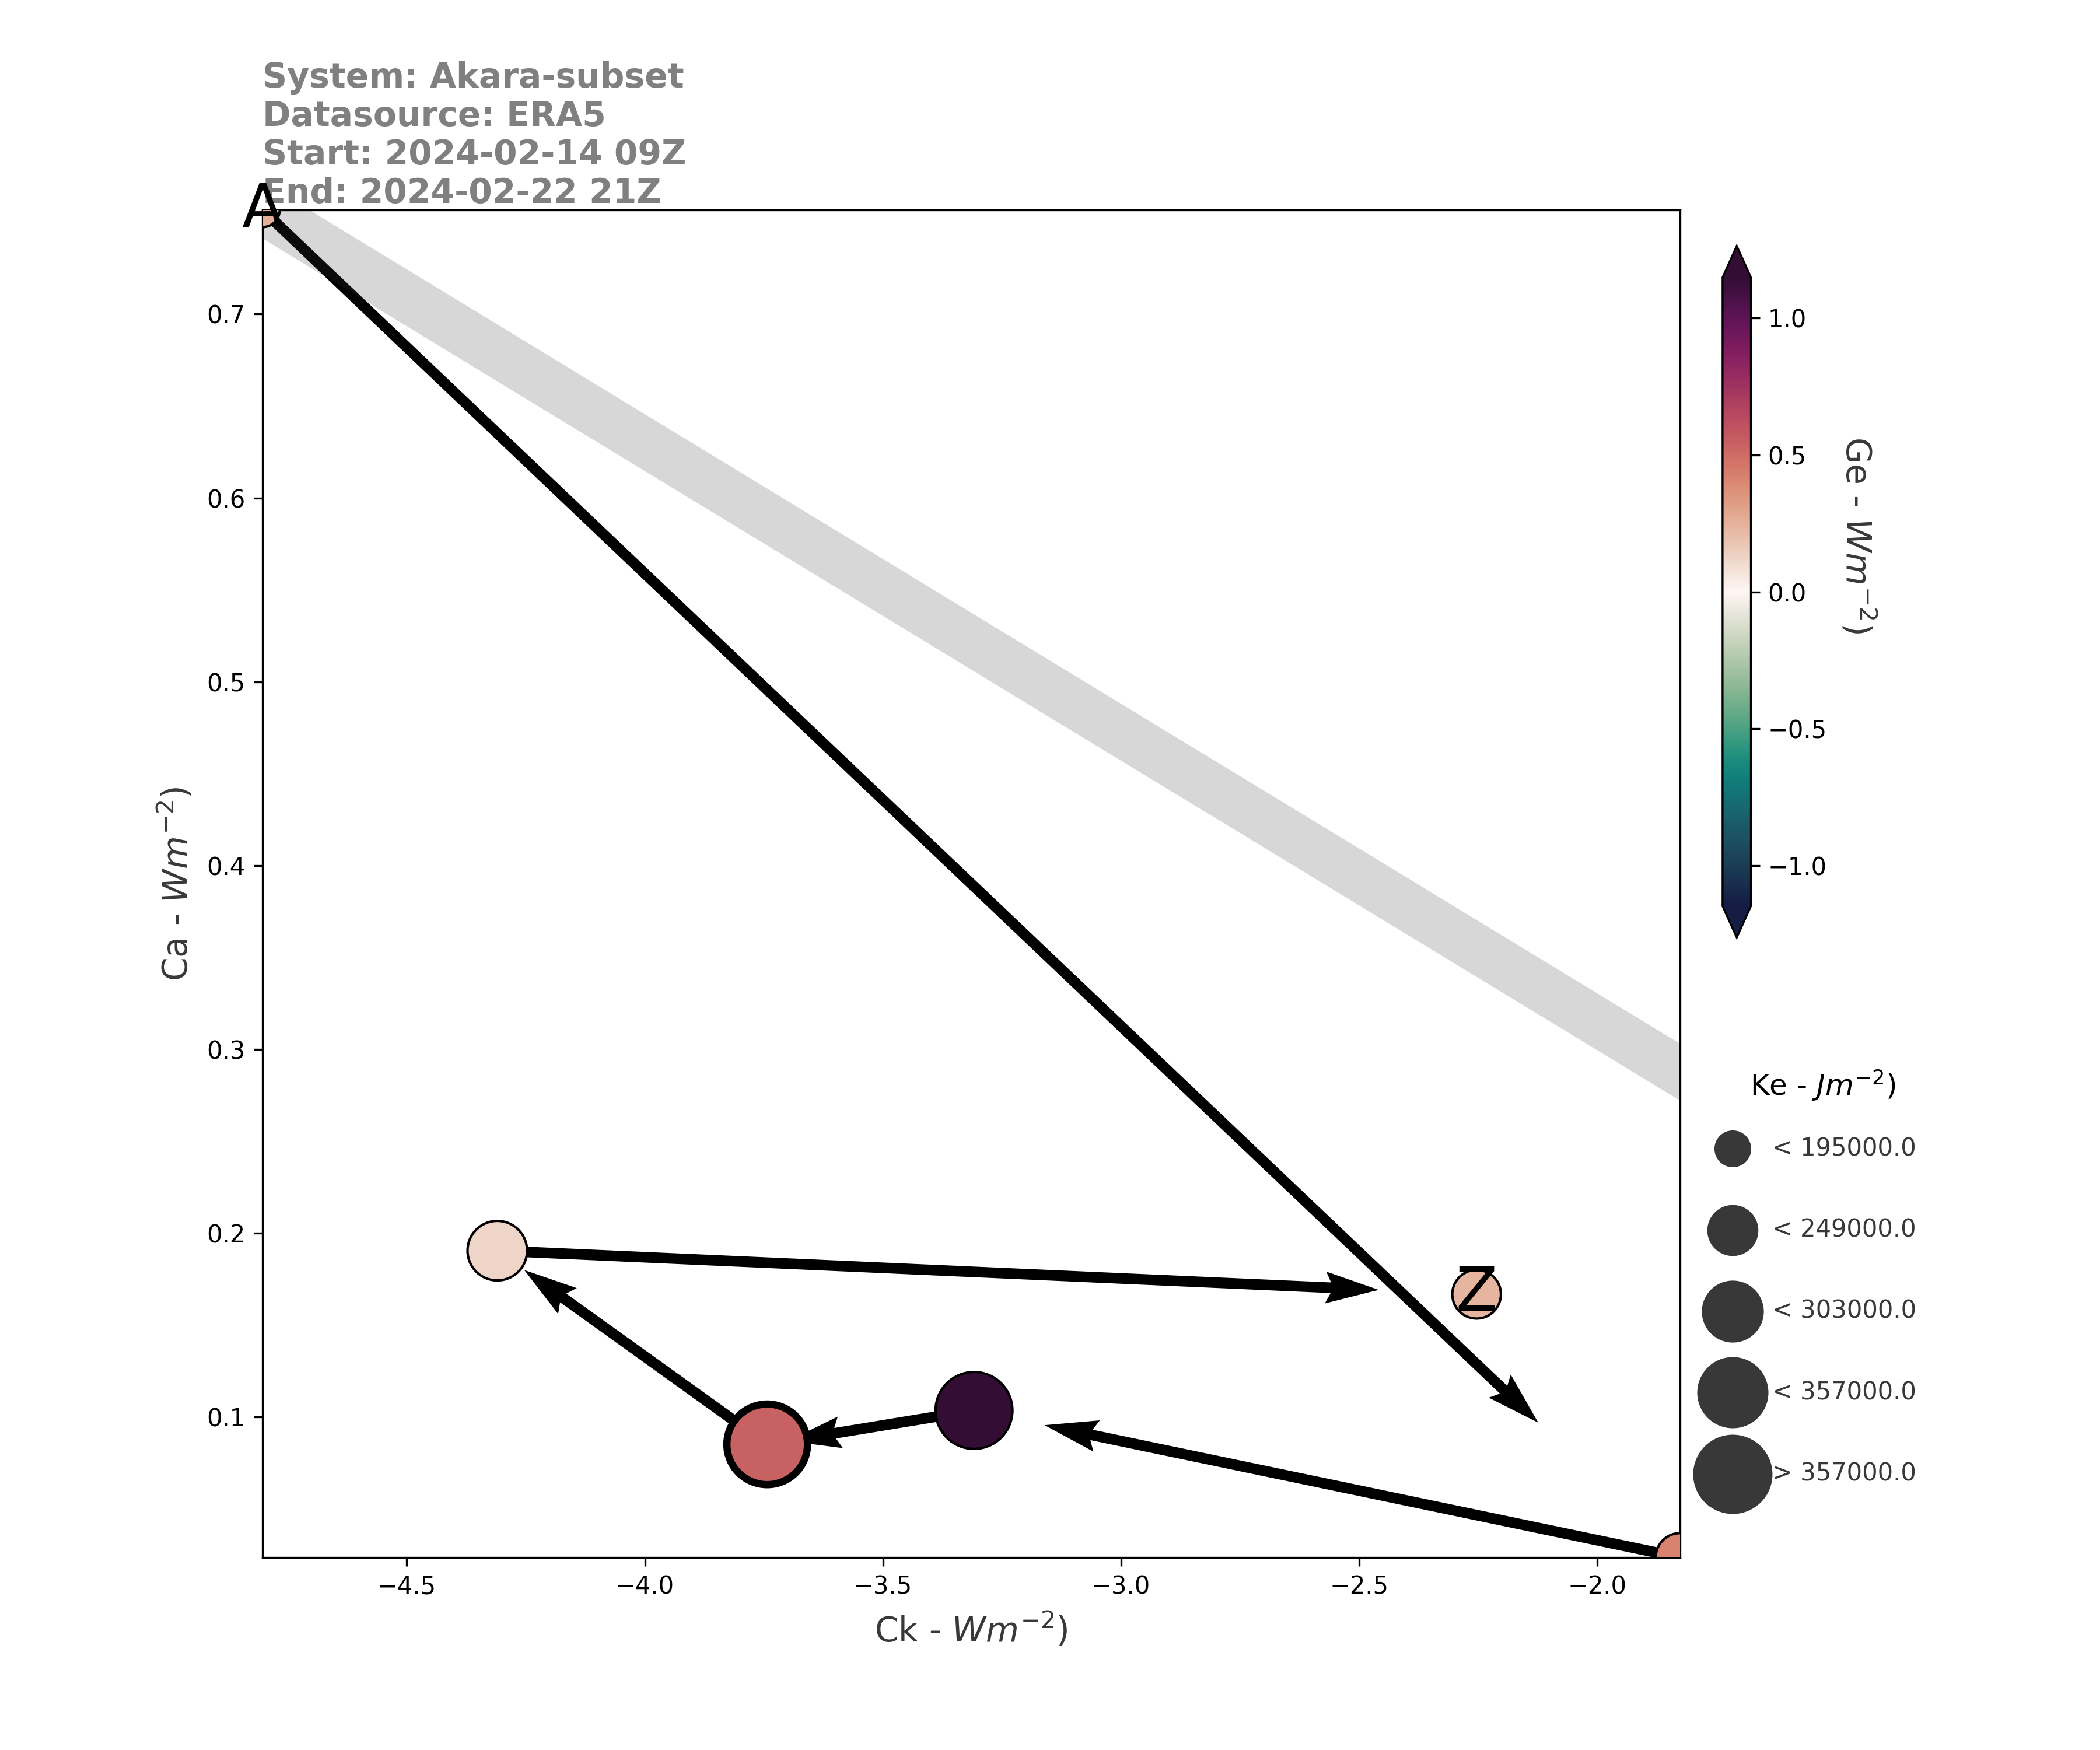 System: Akara-subset
Datasource: ERA5
Start: 2024-02-14 09Z
End: 2024-02-22 21Z
A
0.7
0.6
0.5
0.4
0.3
0.2
0.1
Ca - Wm⁻²)
Z
−4.5 −4.0 −3.5 −3.0 −2.5 −2.0
Ck - Wm⁻²)
1.0
0.5
0.0
−0.5
−1.0
Ge - Wm⁻²)
Ke - Jm⁻²)
< 195000.0
< 249000.0
< 303000.0
< 357000.0
> 357000.0